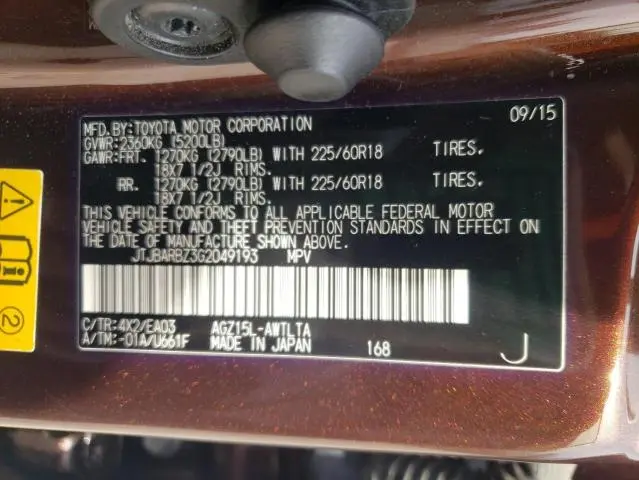 09/15
MFD.BY:TOYOTA MOTOR CORPORATION
GVWR:2360KG (5200LB)
GAWR:FRT. 1270KG (2790LB) WITH 225/60R18 TIRES.
18X7 1/2J RIMS.
RR. 1270KG (2790LB) WITH 225/60R18 TIRES.
18X7 1/2J RIMS.
THIS VEHICLE CONFORMS TO ALL APPLICABLE FEDERAL MOTOR
VEHICLE SAFETY AND THEFT PREVENTION STANDARDS IN EFFECT ON
THE DATE OF MANUFACTURE SHOWN ABOVE.
JTJBARBZ3G2049193 MPV
C/TR:4X2/EA03 AGZ15L-AWTLTA
A/TM:-01A/U661F MADE IN JAPAN 168 J
2